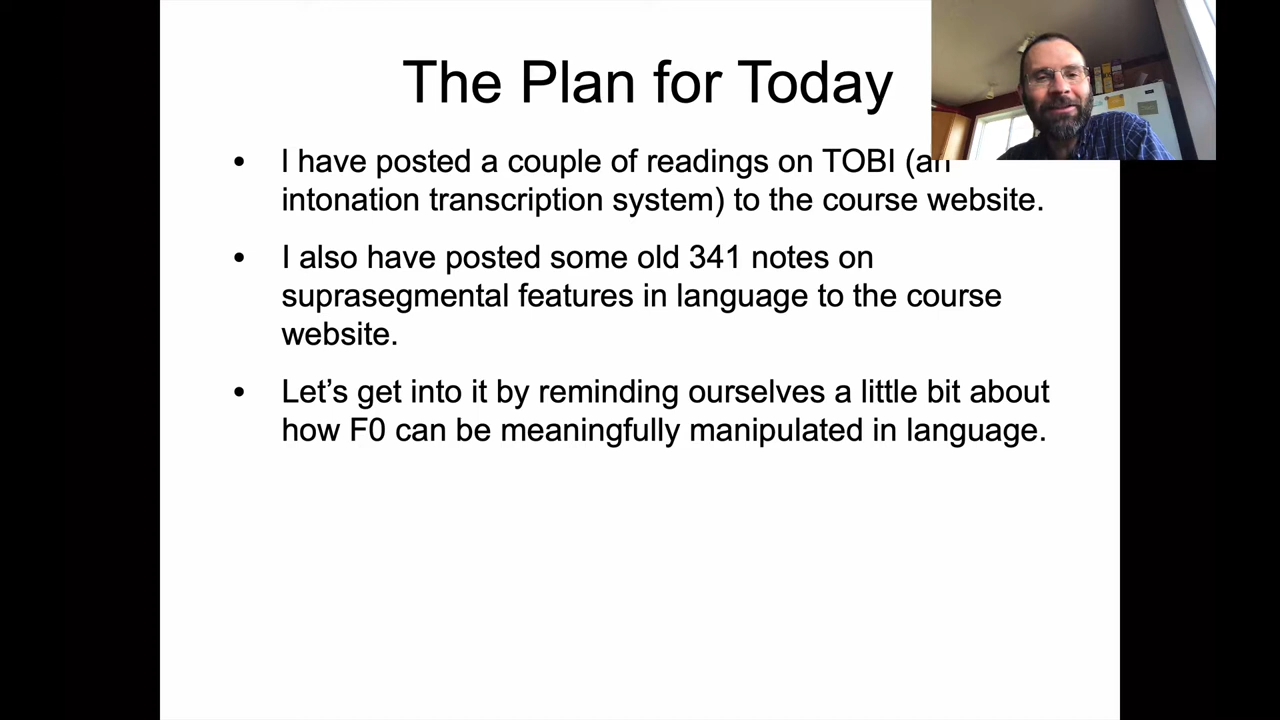 The Plan for Today
• I have posted a couple of readings on TOBI (an
intonation transcription system) to the course website.
• I also have posted some old 341 notes on
suprasegmental features in language to the course
website.
• Let’s get into it by reminding ourselves a little bit about
how F0 can be meaningfully manipulated in language.